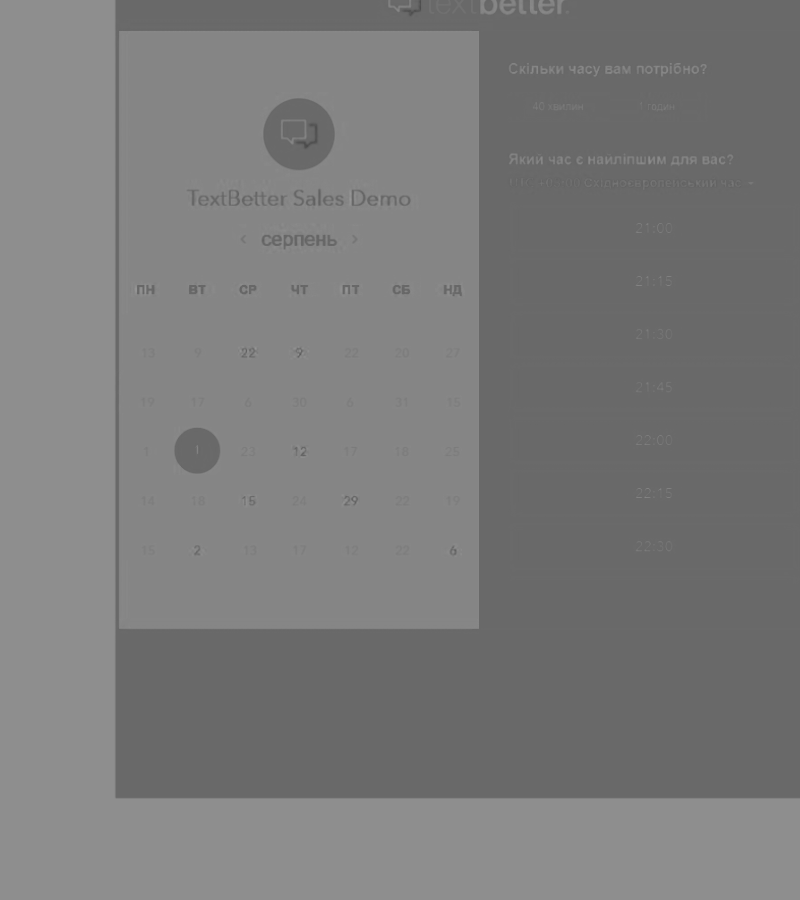 textbetter.
TextBetter Sales Demo
‹ серпень ›
ПН ВТ СР ЧТ ПТ СБ НД
13 9 22 9 22 20 27
19 17 6 30 6 31 15
1 1 23 12 17 18 25
14 18 15 24 29 22 19
15 2 13 17 12 22 6
Скільки часу вам потрібно?
40 хвилин 1 годин
Який час є наиліпшим для вас?
Східноєвропейський час
21:00
21:15
21:30
21:45
22:00
22:15
22:30